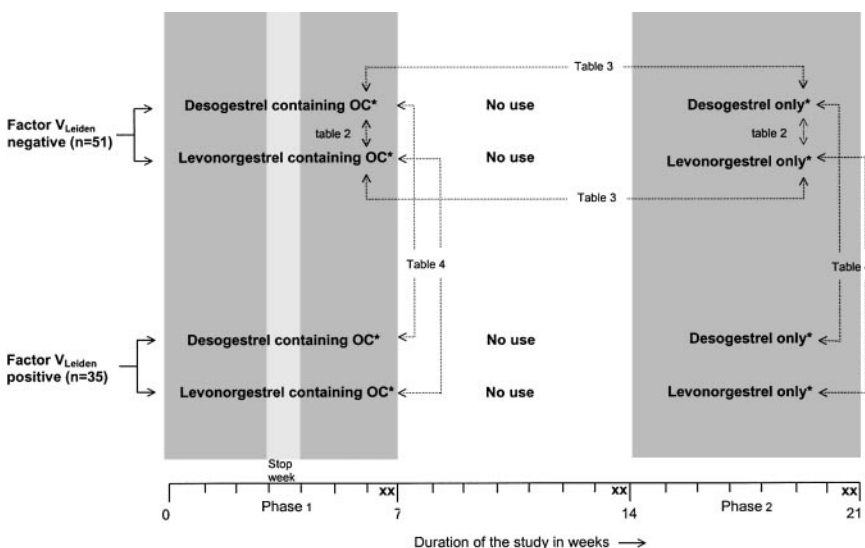 Table 3
Desogestrel containing OC*
No use
Desogestrel only*
Factor VLeiden
negative (n=51)
table 2
table 2
Levonorgestrel containing OC*
No use
Levonorgestrel only*
Table 3
Table 4
Table
Desogestrel containing OC*
No use
Desogestrel only*
Factor VLeiden
positive (n=35)
Levonorgestrel containing OC*
No use
Levonorgestrel only*
Stop
week
xx
xx
xx
0
Phase 1
7
14
Phase 2
21
Duration of the study in weeks